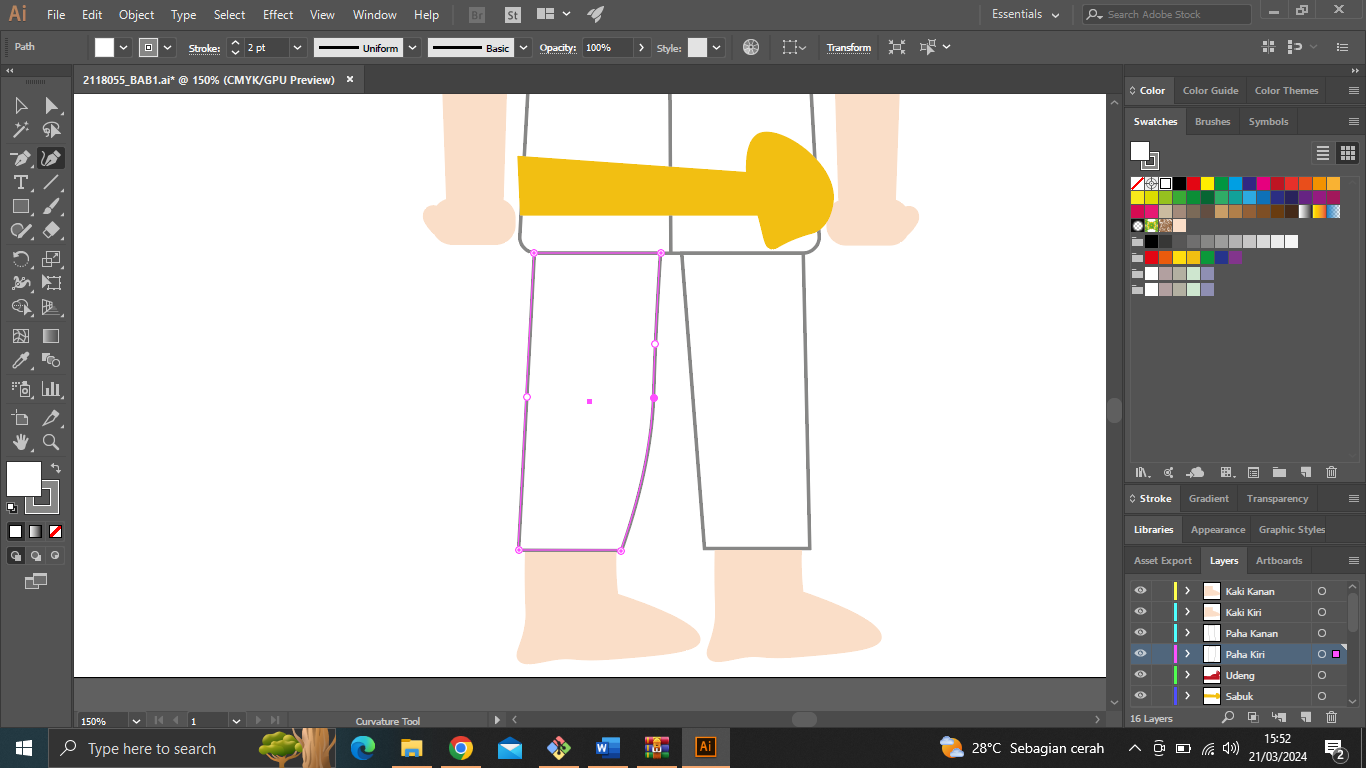 Ai File Edit Object Type Select Effect View Window Help Br St Essentials Search Adobe Stock
Path Stroke: 2 pt Uniform Basic Opacity: 100% Style: Transform
2118055_BAB1.ai* @ 150% (CMYK/GPU Preview) ×
Color Color Guide Color Themes
Swatches Brushes Symbols
Stroke Gradient Transparency
Libraries Appearance Graphic Styles
Asset Export Layers Artboards
Kaki Kanan
Kaki Kiri
Paha Kanan
Paha Kiri
Udeng
Sabuk
16 Layers
150% 1 Curvature Tool
Type here to search
Ai
28°C Sebagian cerah
15:52
21/03/2024
2